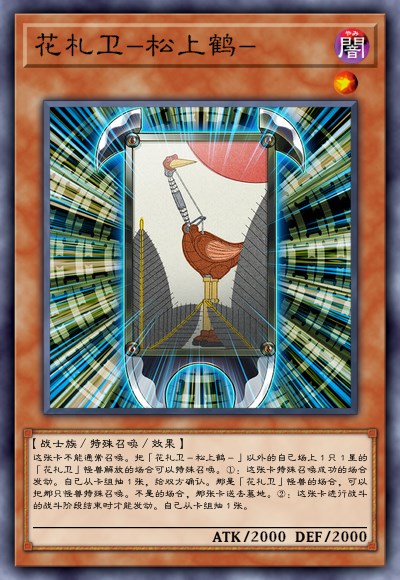 花札卫－松上鹤－
やみ
闇
【战士族／特殊召唤／效果】
这张卡不能通常召唤。把「花札卫－松上鹤－」以外的自己场上1只1星的
「花札卫」怪兽解放的场合可以特殊召唤。①：这张卡特殊召唤成功的场合
发动。自己从卡组抽1张，给双方确认。那是「花札卫」怪兽的场合，可以
把那只怪兽特殊召唤。不是的场合，那张卡送去墓地。②：这张卡进行战斗
的战斗阶段结束时才能发动。自己从卡组抽1张。
ATK/2000 DEF/2000